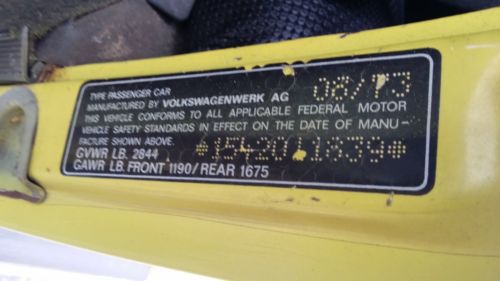 TYPE PASSENGER CAR 08/73
MANUFACTURED BY VOLKSWAGENWERK AG
THIS VEHICLE CONFORMS TO ALL APPLICABLE FEDERAL MOTOR
VEHICLE SAFETY STANDARDS IN EFFECT ON THE DATE OF MANU-
FACTURE SHOWN ABOVE.
GVWR LB. 2844 *1542011839*
GAWR LB. FRONT 1190/REAR 1675